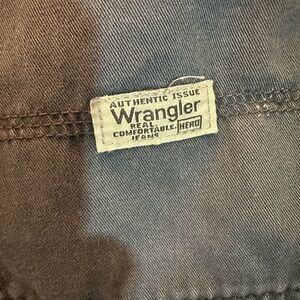 AUTHENTIC ISSUE
Wrangler
REAL
COMFORTABLE HERO
JEANS